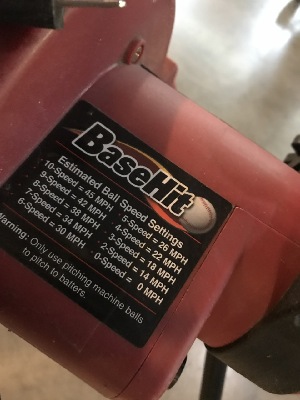 BaseHit
Estimated Ball Speed Settings
10-Speed = 45 MPH
9-Speed = 42 MPH
8-Speed = 38 MPH
7-Speed = 34 MPH
6-Speed = 30 MPH
5-Speed = 26 MPH
4-Speed = 22 MPH
3-Speed = 18 MPH
2-Speed = 14 MPH
0-Speed = 0 MPH
Warning: Only use pitching machine balls
to pitch to batters.